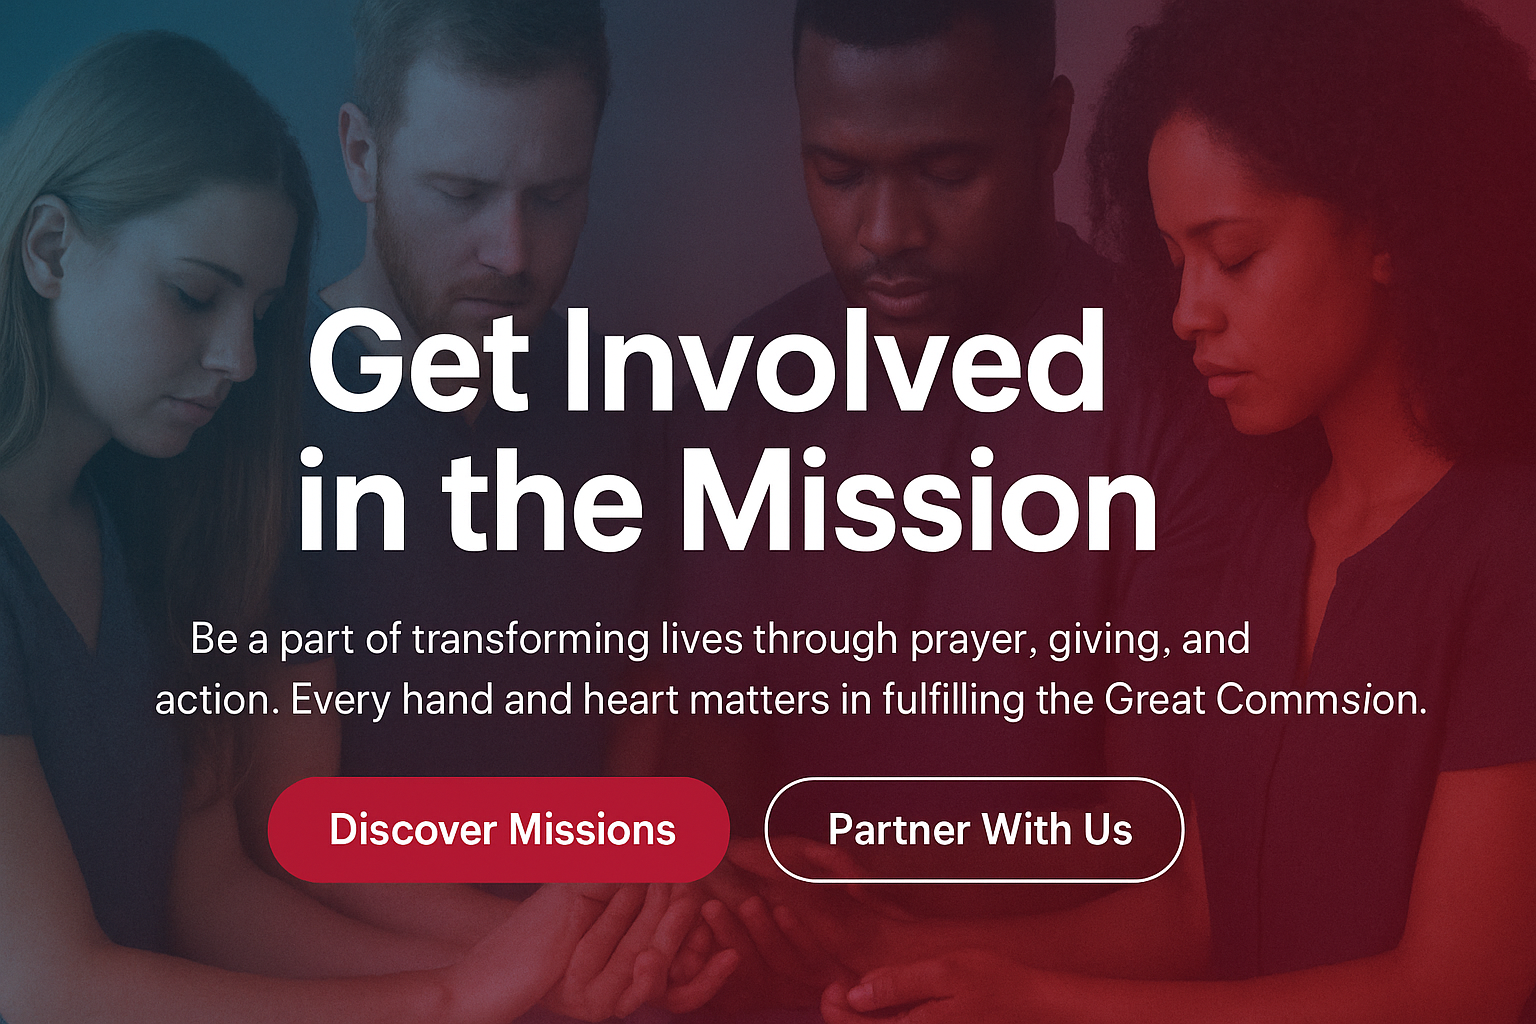 Get Involved
in the Mission
Be a part of transforming lives through prayer, giving, and
action. Every hand and heart matters in fulfilling the Great Commsion.
Discover Missions
Partner With Us